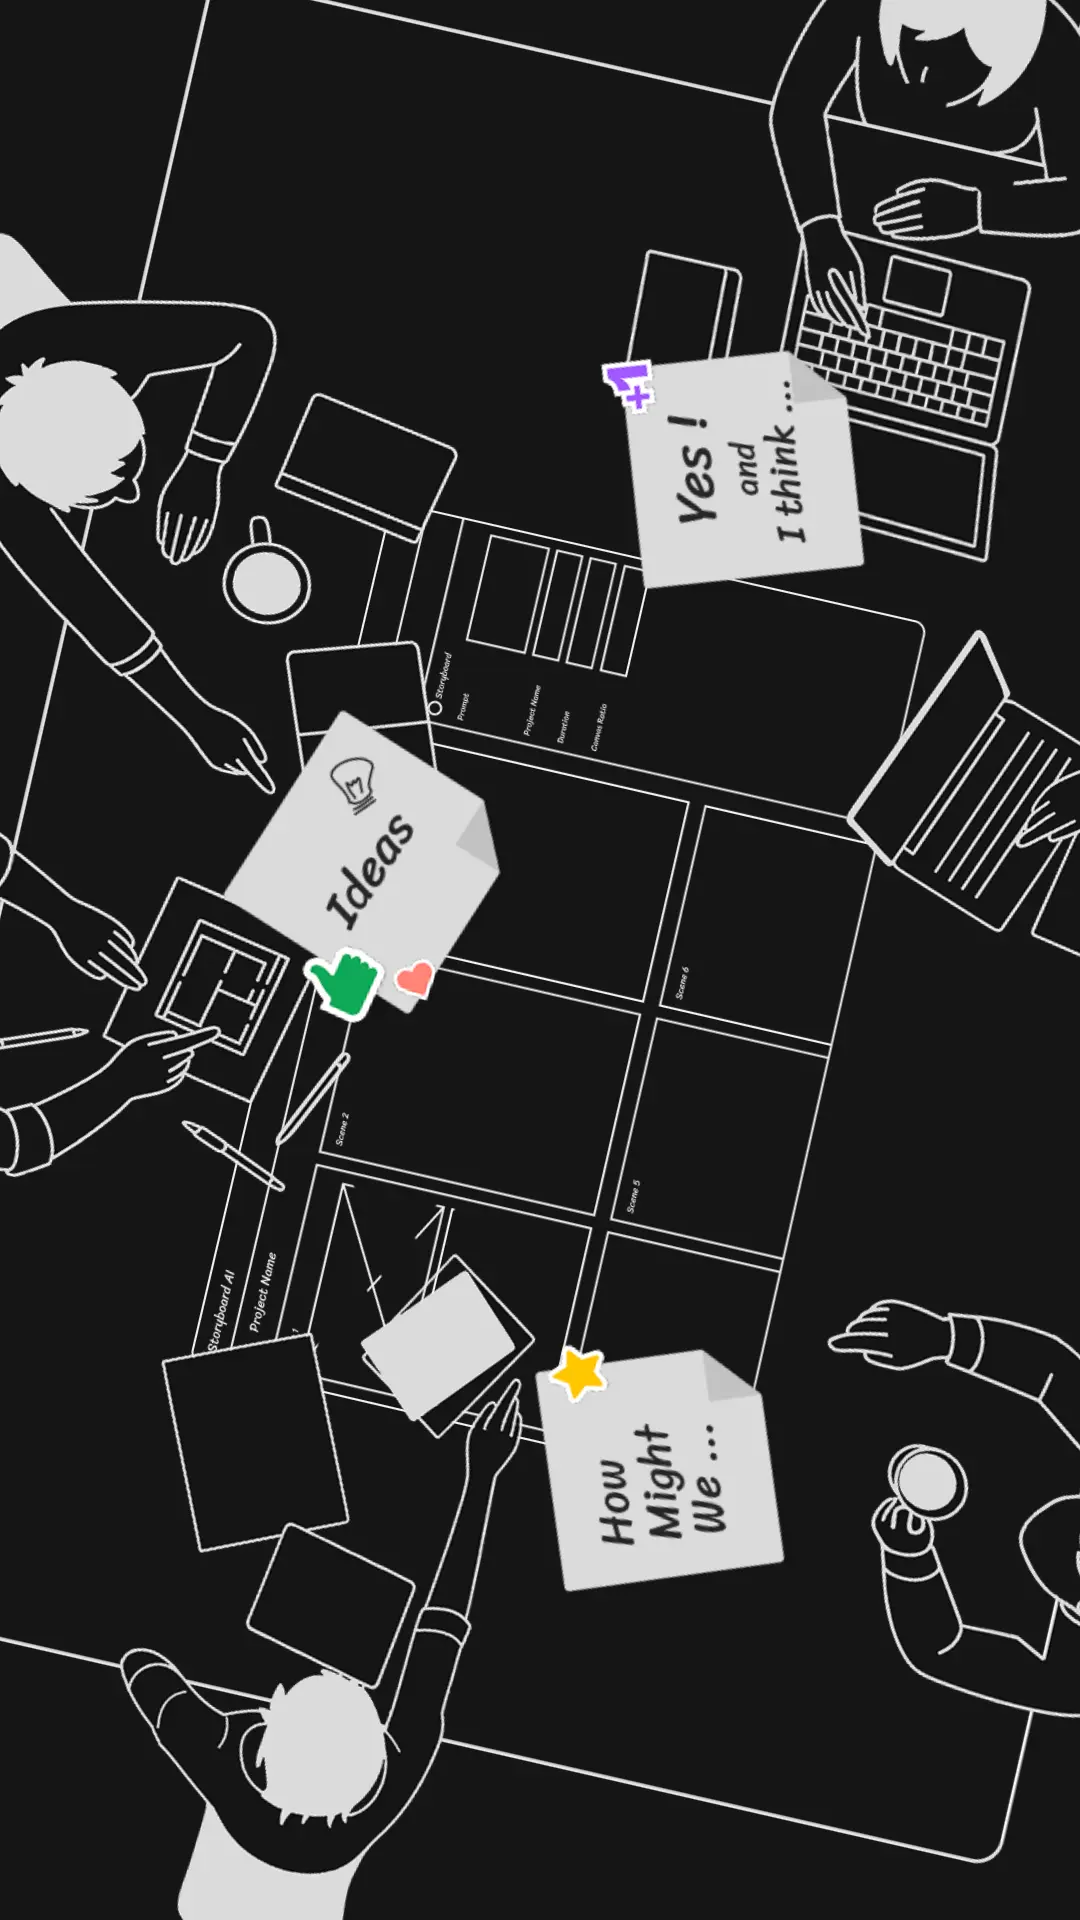 +1
Yes !
and
I think ...
Storyboard
Prompt
Project Name
Duration
Canvas Ratio
Ideas
Scene 6
Scene 2
Scene 5
Storyboard AI
Project Name
How
Might
We ...